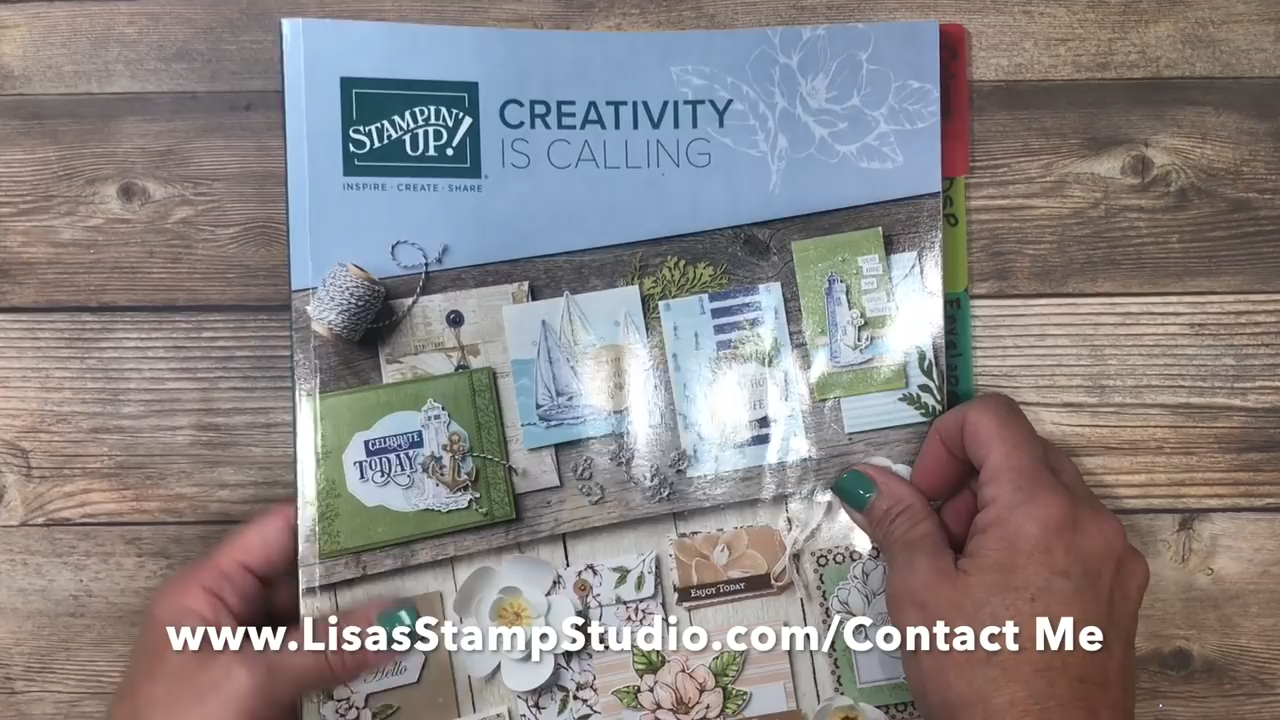 STAMPIN'
UP!
INSPIRE · CREATE · SHARE
CREATIVITY
IS CALLING
DSP
CELEBRATE
TODAY
ENJOY TODAY
Hello
www.LisasStampStudio.com/Contact Me